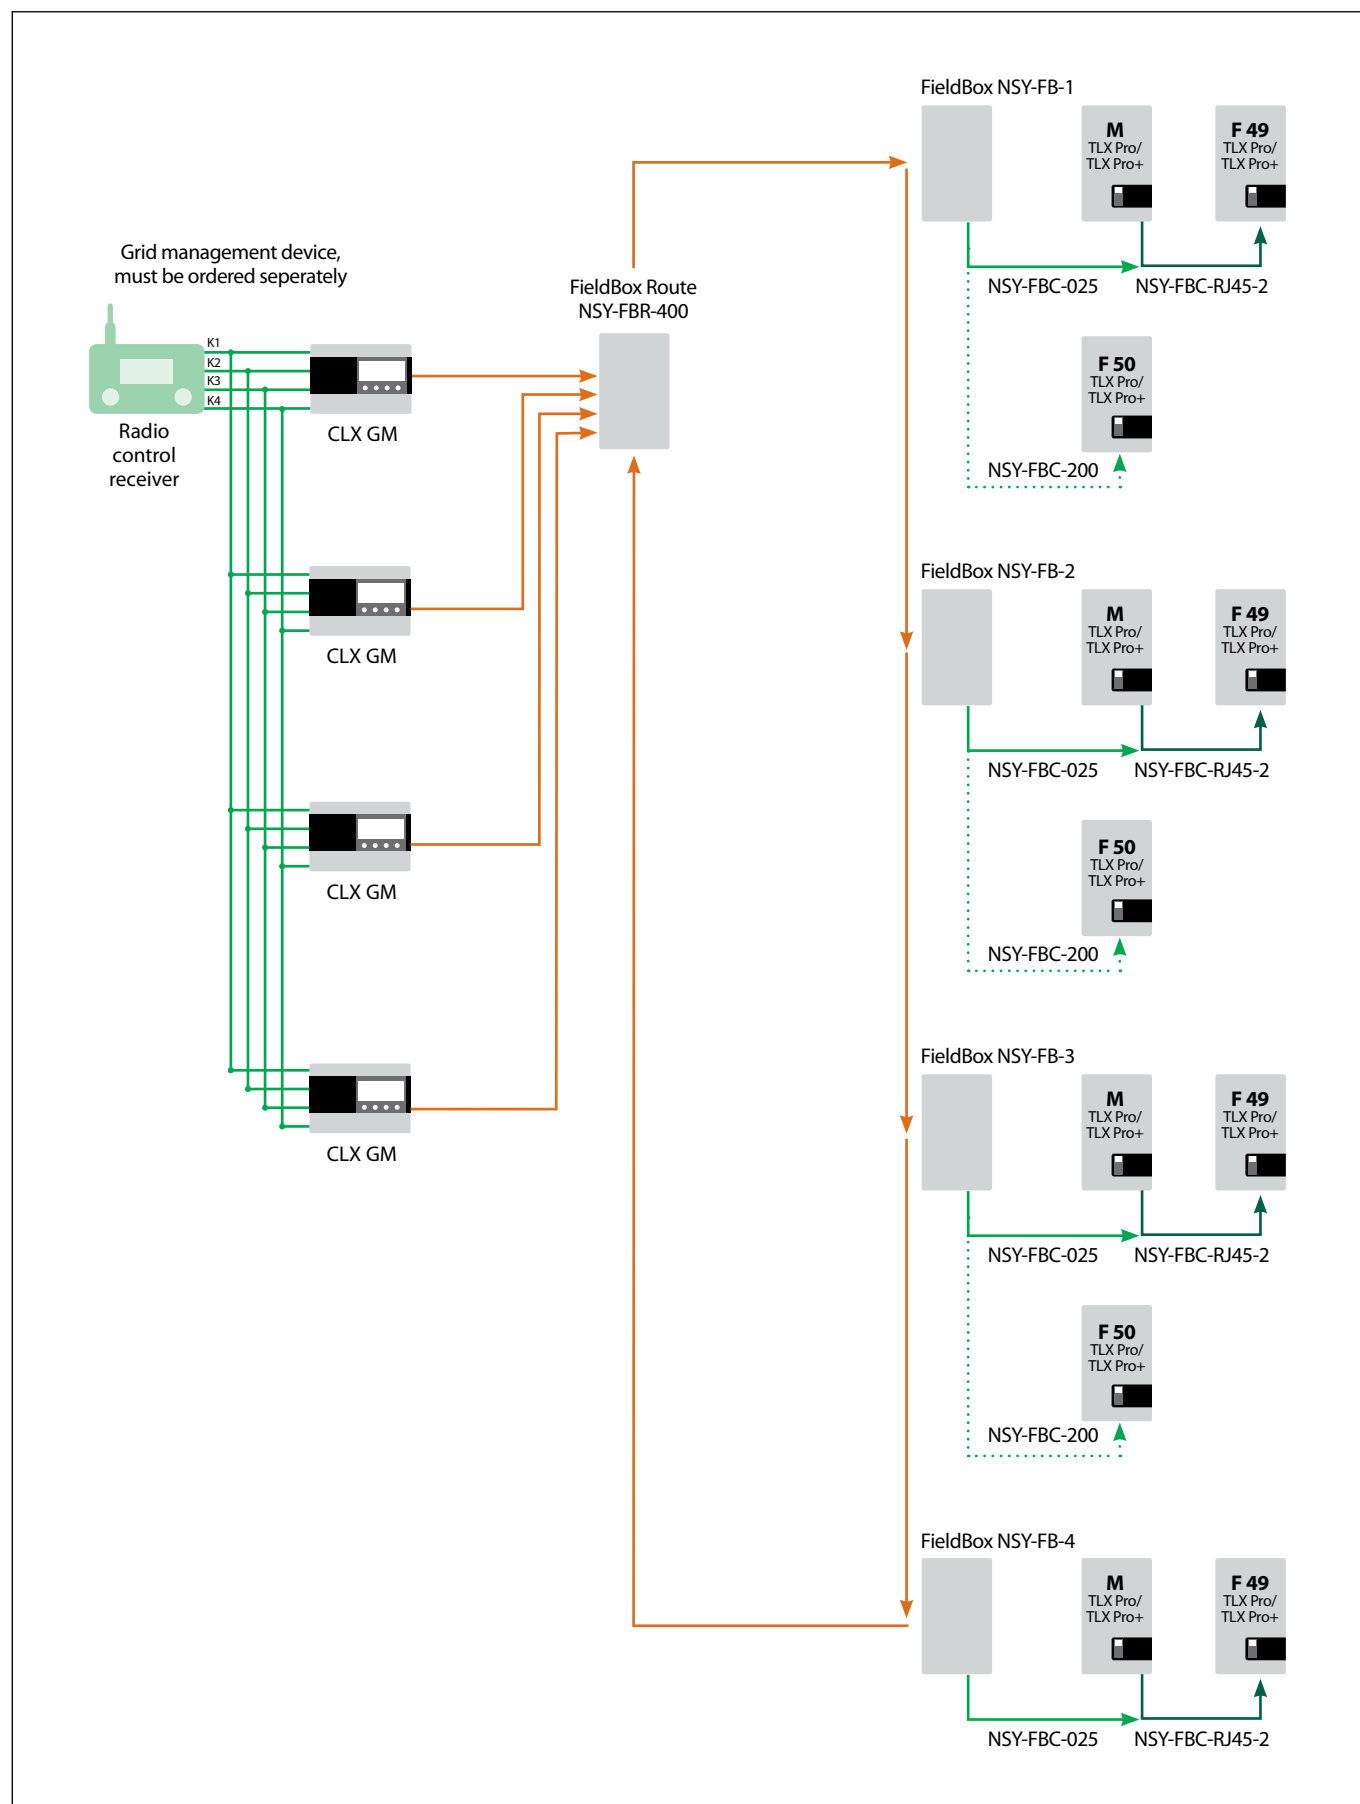 FieldBox NSY-FB-1
M
TLX Pro/
TLX Pro+
F 49
TLX Pro/
TLX Pro+
NSY-FBC-025
NSY-FBC-RJ45-2
F 50
TLX Pro/
TLX Pro+
NSY-FBC-200
Grid management device,
must be ordered seperately
K1
K2
K3
K4
Radio
control
receiver
CLX GM
CLX GM
CLX GM
CLX GM
FieldBox Route
NSY-FBR-400
FieldBox NSY-FB-2
M
TLX Pro/
TLX Pro+
F 49
TLX Pro/
TLX Pro+
NSY-FBC-025
NSY-FBC-RJ45-2
F 50
TLX Pro/
TLX Pro+
NSY-FBC-200
FieldBox NSY-FB-3
M
TLX Pro/
TLX Pro+
F 49
TLX Pro/
TLX Pro+
NSY-FBC-025
NSY-FBC-RJ45-2
F 50
TLX Pro/
TLX Pro+
NSY-FBC-200
FieldBox NSY-FB-4
M
TLX Pro/
TLX Pro+
F 49
TLX Pro/
TLX Pro+
NSY-FBC-025
NSY-FBC-RJ45-2